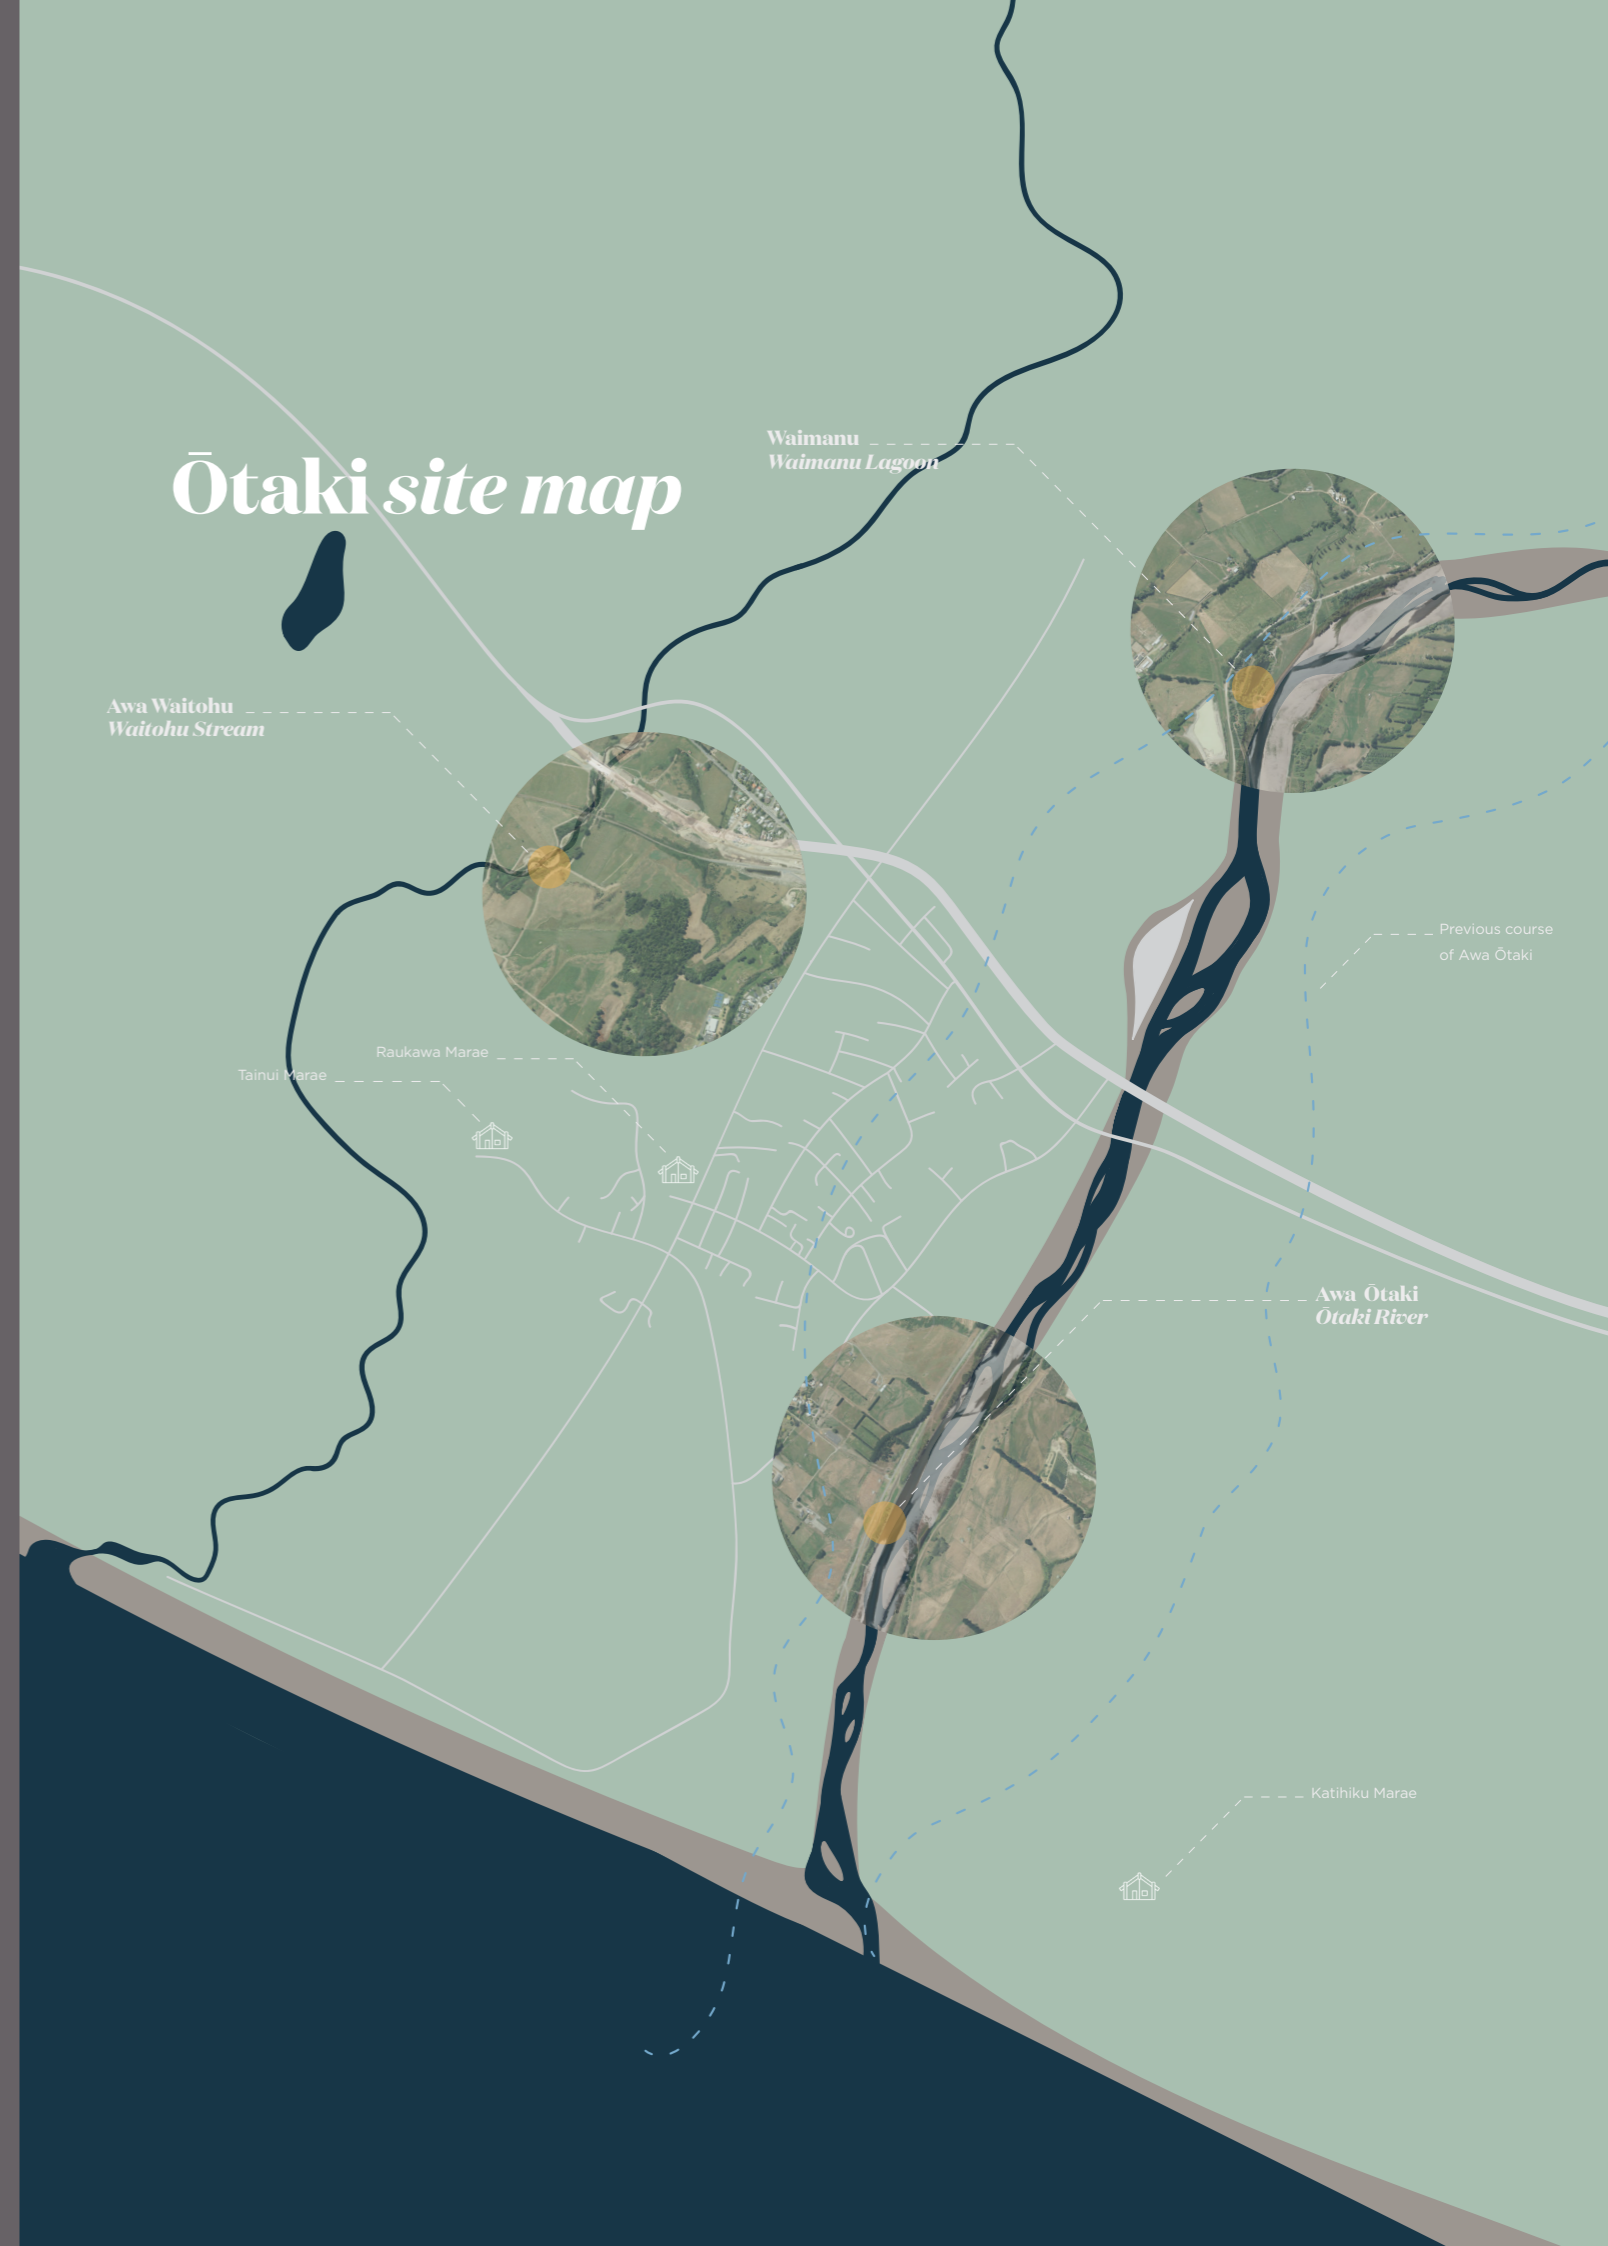 Waimanu
Waimanu Lagoon
Ōtaki site map
Awa Waitohu
Waitohu Stream
Previous course
of Awa Ōtaki
Raukawa Marae
Tainui Marae
Awa Ōtaki
Ōtaki River
Katihiku Marae